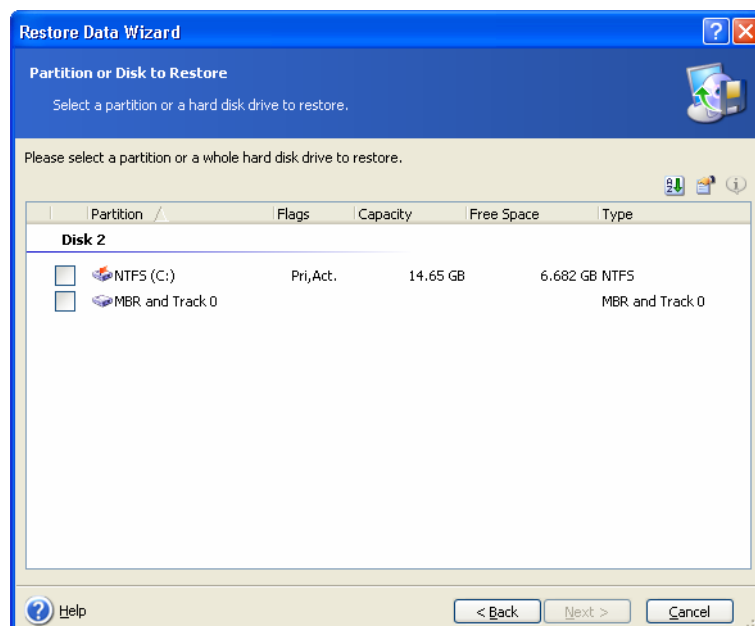 Restore Data Wizard
Partition or Disk to Restore
Select a partition or a hard disk drive to restore.
Please select a partition or a whole hard disk drive to restore.
Partition Flags Capacity Free Space Type
Disk 2
NTFS (C:) Pri,Act. 14.65 GB 6.682 GB NTFS
MBR and Track 0 MBR and Track 0
Help < Back Next > Cancel